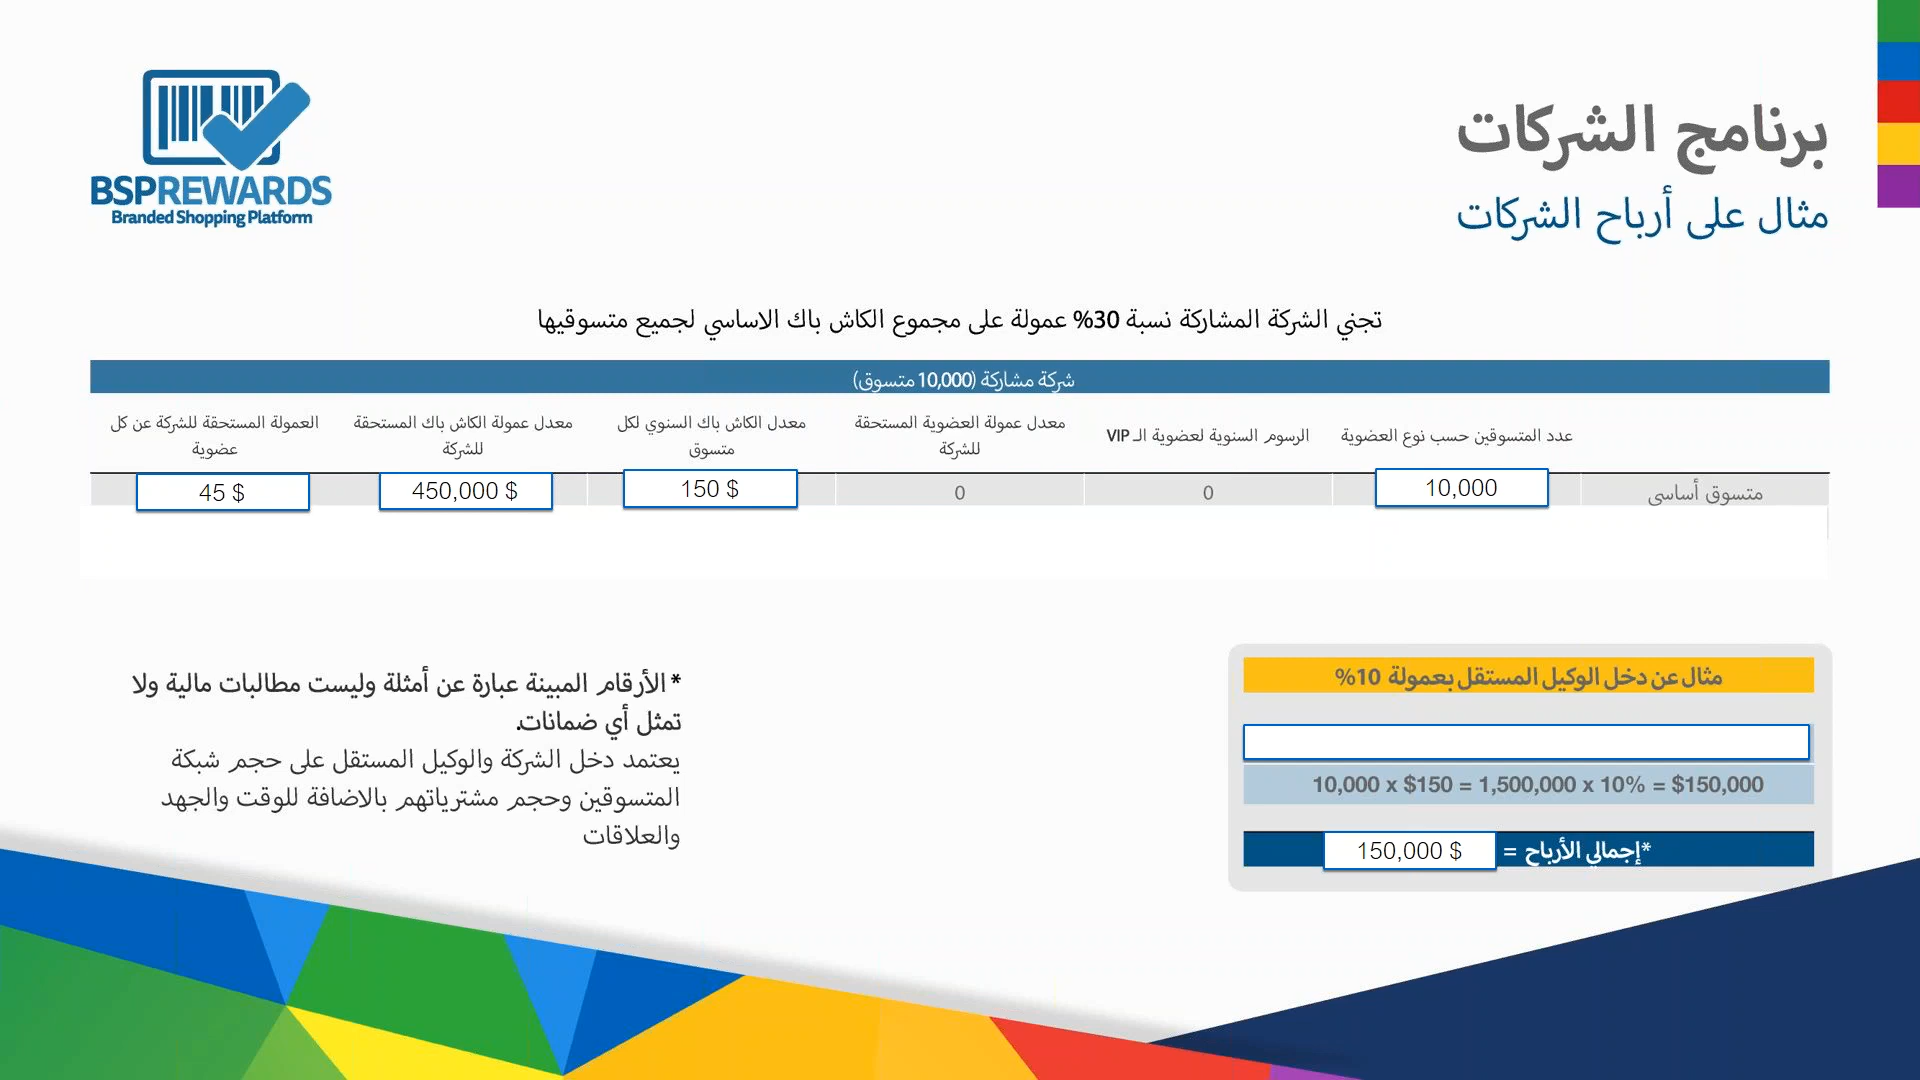 BSPREWARDS
Branded Shopping Platform
برنامج الشركات
مثال على أرباح الشركات
تجني الشركة المشاركة نسبة 30% عمولة على مجموع الكاش باك الاساسي لجميع متسوقيها
شركة مشاركة (10,000 متسوق)
عدد المتسوقين حسب نوع العضوية
الرسوم السنوية لعضوية الـ VIP
معدل عمولة العضوية المستحقة
للشركة
معدل الكاش باك السنوي لكل
متسوق
معدل عمولة الكاش باك المستحقة
للشركة
العمولة المستحقة للشركة عن كل
عضوية
متسوق أساسي
10,000
0
0
150 $
450,000 $
45 $
مثال عن دخل الوكيل المستقل بعمولة 10%
10,000 x $150 = 1,500,000 x 10% = $150,000
*إجمالي الأرباح = 150,000 $
* الأرقام المبينة عبارة عن أمثلة وليست مطالبات مالية ولا
تمثل أي ضمانات.
يعتمد دخل الشركة والوكيل المستقل على حجم شبكة
المتسوقين وحجم مشترياتهم بالاضافة للوقت والجهد
والعلاقات